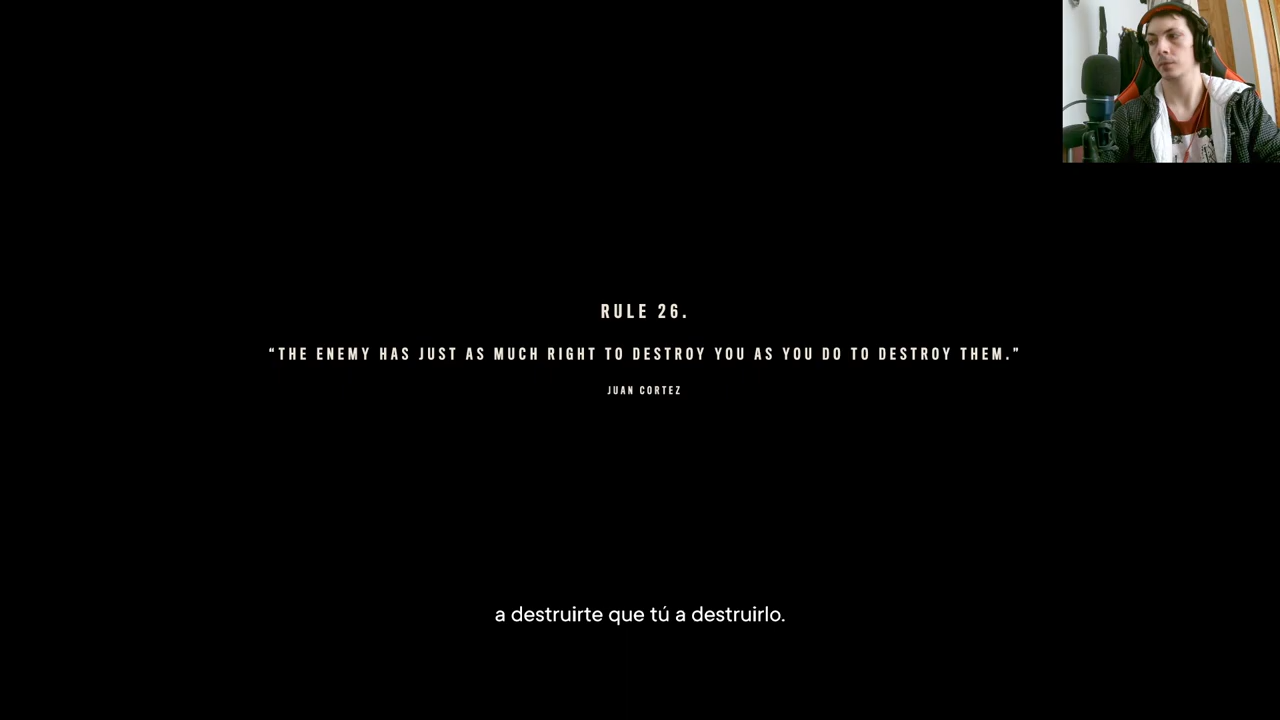 RULE 26.
“THE ENEMY HAS JUST AS MUCH RIGHT TO DESTROY YOU AS YOU DO TO DESTROY THEM.”
JUAN CORTEZ
a destruirte que tú a destruirlo.